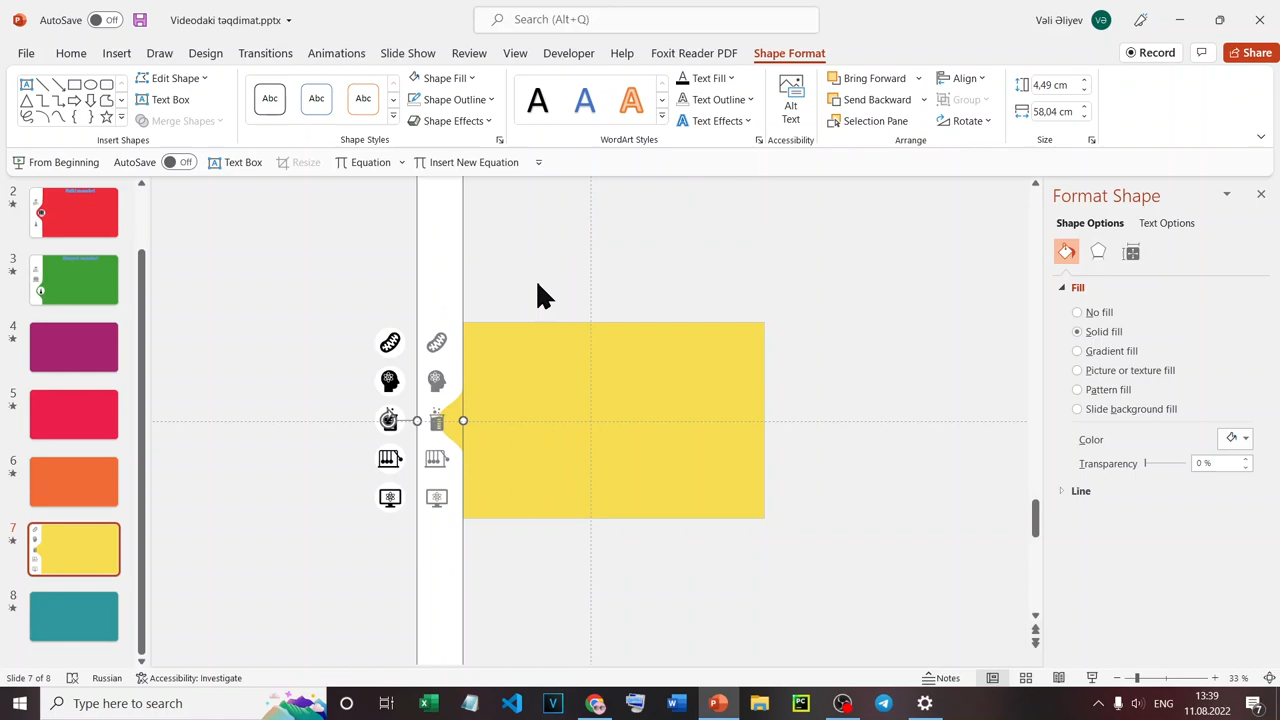 AutoSave Off Videodaki təqdimat.pptx Search (Alt+Q) Vəli Əliyev VƏ
File Home Insert Draw Design Transitions Animations Slide Show Review View Developer Help Foxit Reader PDF Shape Format Record Share
Edit Shape Shape Fill Text Fill Bring Forward Align 4,49 cm
Text Box Abc Abc Abc Shape Outline A A A Text Outline Alt Text Send Backward Group 58,04 cm
Merge Shapes Shape Effects Text Effects Selection Pane Rotate
Insert Shapes Shape Styles WordArt Styles Accessibility Arrange Size
From Beginning AutoSave Off Text Box Resize Equation Insert New Equation
2
3
4
5
6
7
8
Format Shape
Shape Options Text Options
Fill
No fill
Solid fill
Gradient fill
Picture or texture fill
Pattern fill
Slide background fill
Color
Transparency 0 %
Line
Slide 7 of 8 Russian Accessibility: Investigate Notes 33 %
Type here to search ENG 13:39
11.08.2022 7